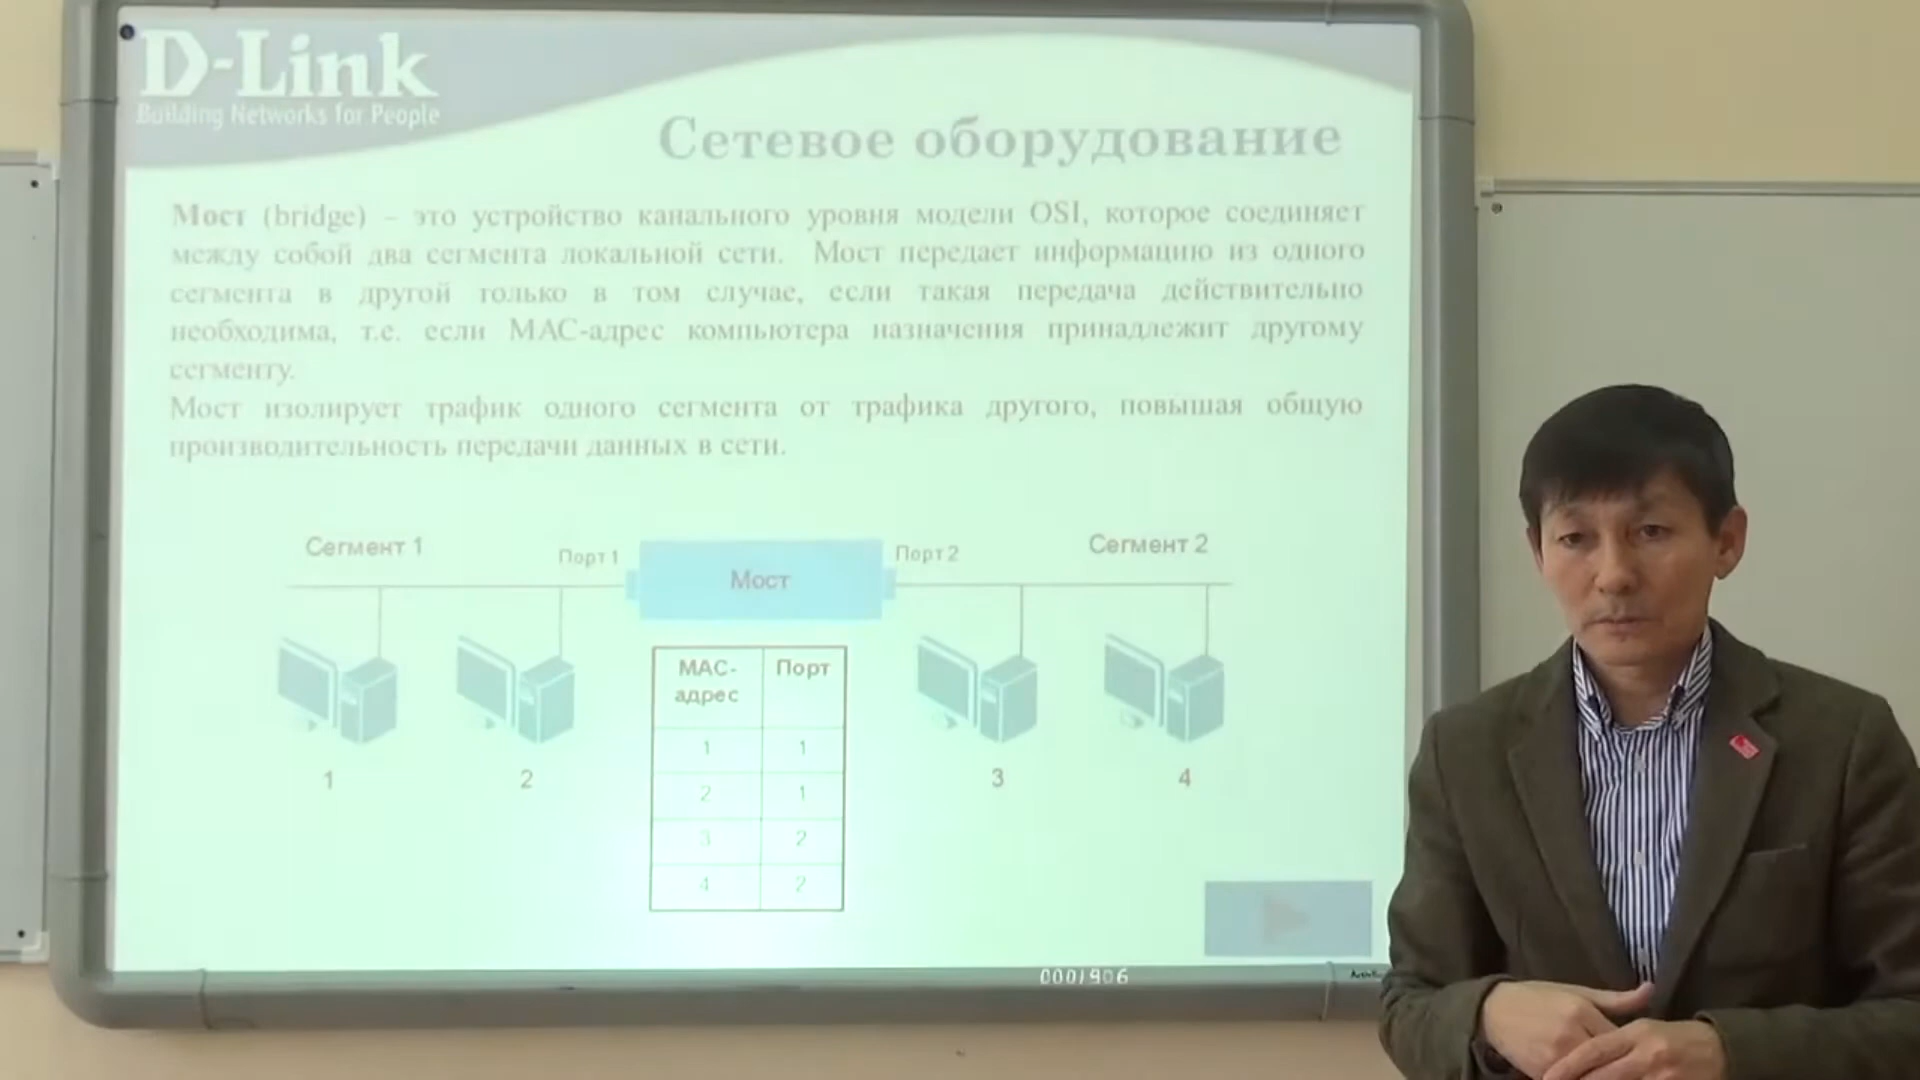 D-Link
Building Networks for People
Сетевое оборудование
Мост (bridge) – это устройство канального уровня модели OSI, которое соединяет
между собой два сегмента локальной сети. Мост передает информацию из одного
сегмента в другой только в том случае, если такая передача действительно
необходима, т.е. если MAC-адрес компьютера назначения принадлежит другому
сегменту.
Мост изолирует трафик одного сегмента от трафика другого, повышая общую
производительность передачи данных в сети.
Сегмент 1 Порт 1 Мост Порт 2 Сегмент 2
MAC-адрес Порт
1 1
2 1
3 2
4 2
1 2 3 4
0001906